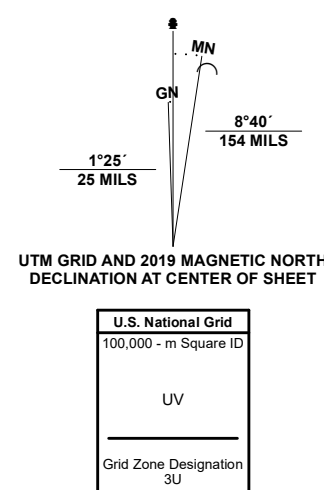 MN
GN
8°40´
154 MILS
1°25´
25 MILS
UTM GRID AND 2019 MAGNETIC NORTH
DECLINATION AT CENTER OF SHEET
U.S. National Grid
100,000 - m Square ID
UV
Grid Zone Designation
3U